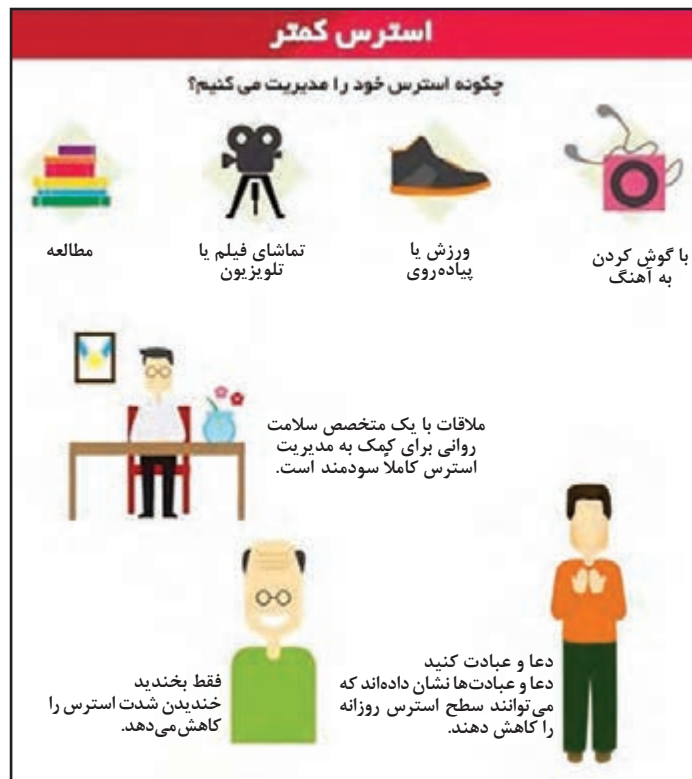 استرس کمتر
چگونه استرس خود را مدیریت می کنیم؟
با گوش کردن
به آهنگ
ورزش یا
پیاده‌روی
تماشای فیلم یا
تلویزیون
مطالعه
ملاقات با یک متخصص سلامت
روانی برای کمک به مدیریت
استرس کاملاً سودمند است.
دعا و عبادت کنید
دعا و عبادت‌ها نشان داده‌اند که
می‌توانند سطح استرس روزانه
را کاهش دهند.
فقط بخندید
خندیدن شدت استرس را
کاهش‌می‌دهد.